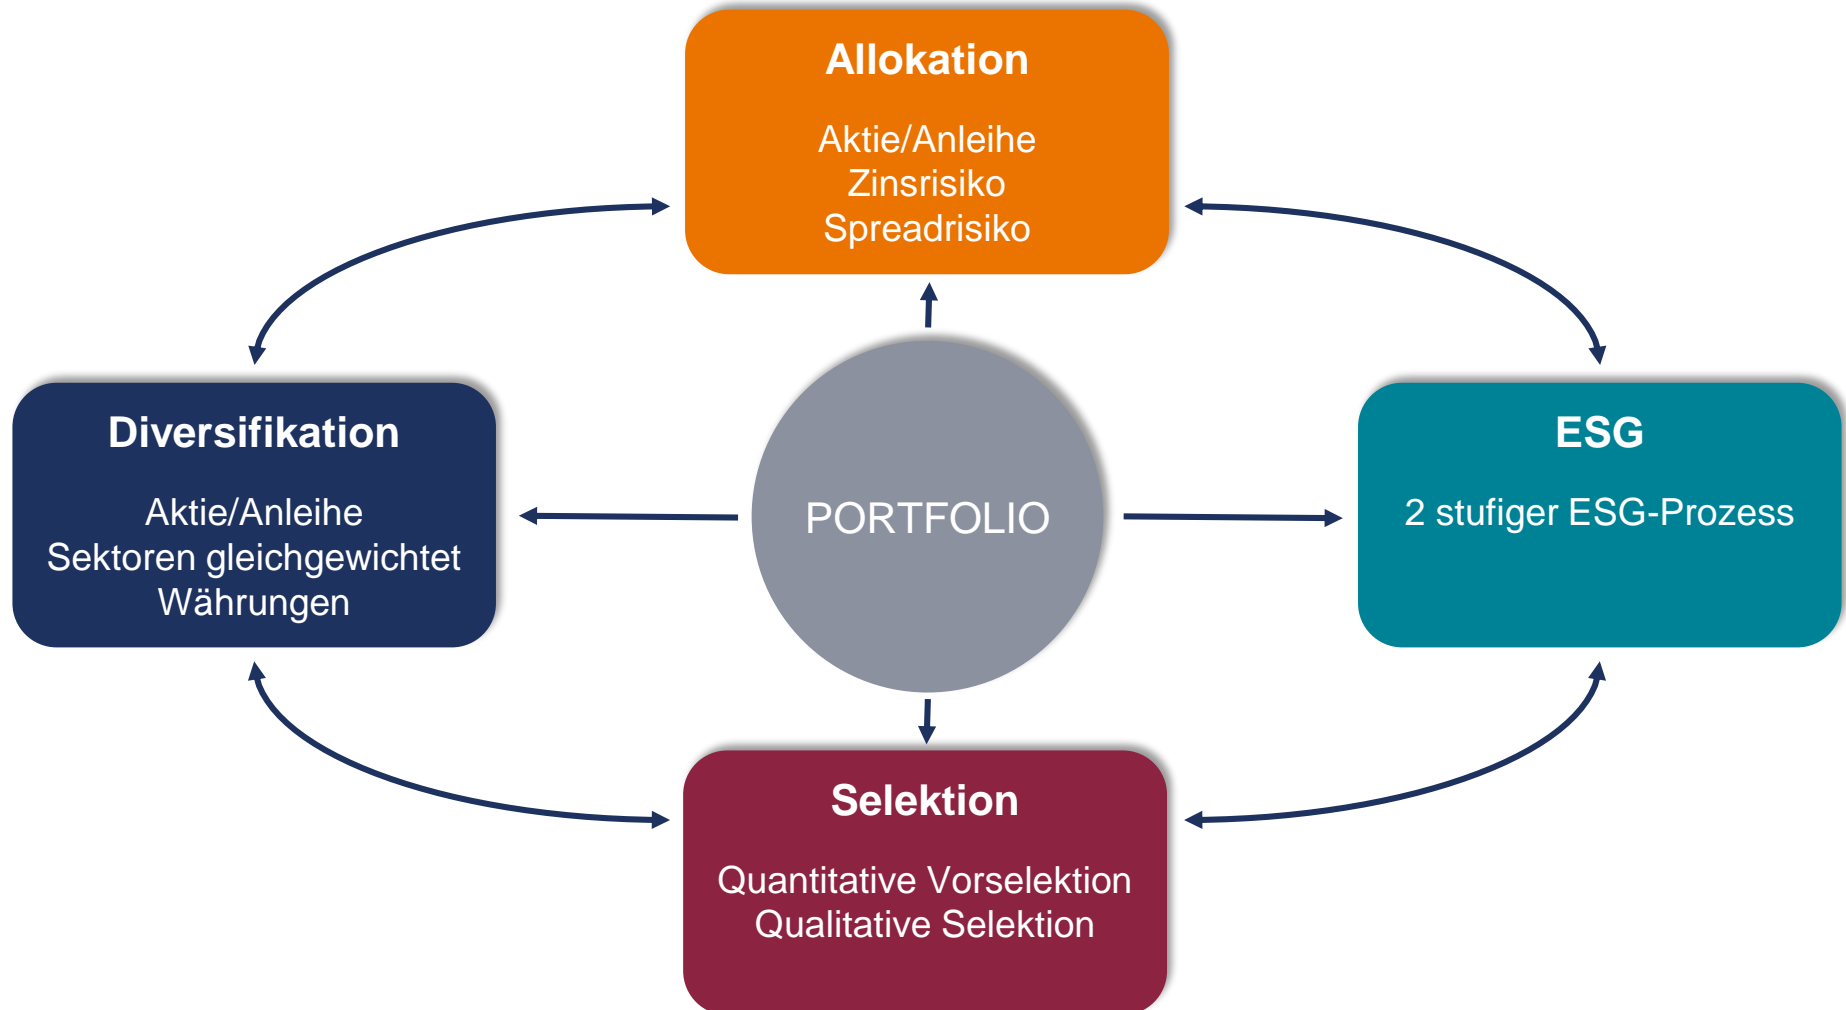 Allokation
Aktie/Anleihe
Zinsrisiko
Spreadrisiko
Diversifikation
Aktie/Anleihe
Sektoren gleichgewichtet
Währungen
PORTFOLIO
ESG
2 stufiger ESG-Prozess
Selektion
Quantitative Vorselektion
Qualitative Selektion